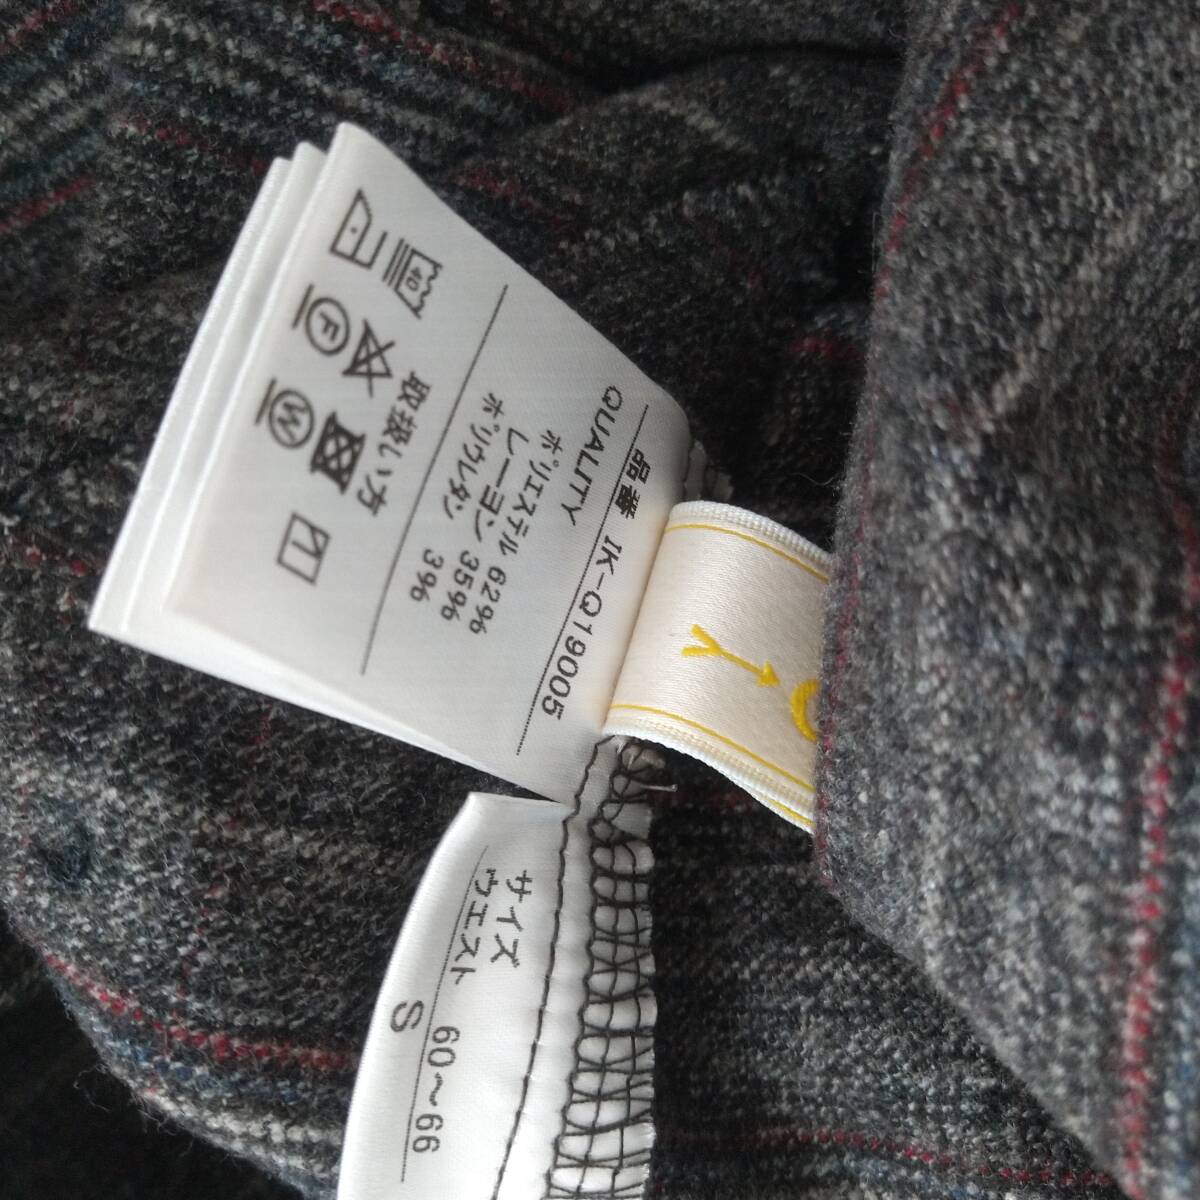 品番 IK-Q19005
QUALITY
ポリエステル 62%
レーヨン 35%
ポリウレタン 3%
取扱い方
40
F
W
サイズ
ウエスト 60～66
S